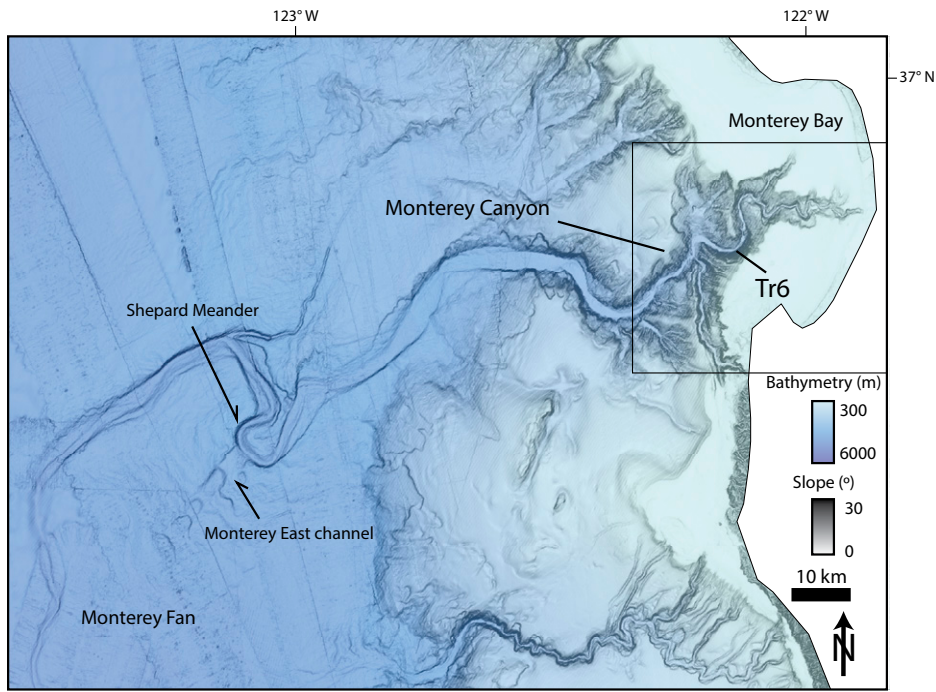 123° W
122° W
37° N
Monterey Bay
Monterey Canyon
Tr6
Shepard Meander
Bathymetry (m)
300
6000
Slope (º)
30
0
Monterey East channel
10 km
Monterey Fan
N